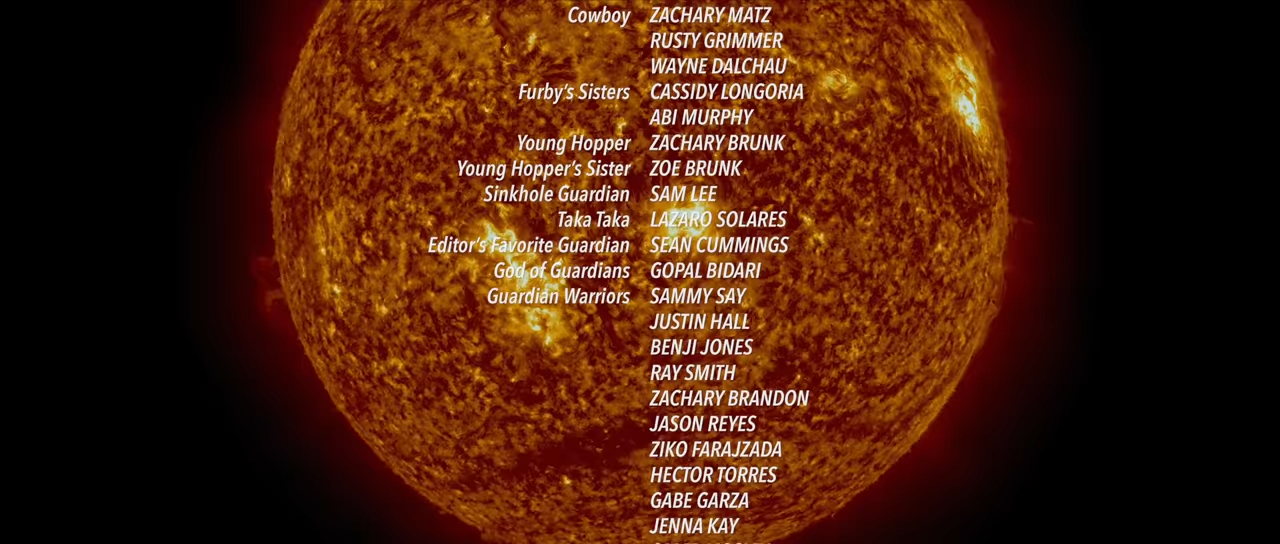 Cowboy ZACHARY MATZ
RUSTY GRIMMER
WAYNE DALCHAU
Furby's Sisters CASSIDY LONGORIA
ABI MURPHY
Young Hopper ZACHARY BRUNK
Young Hopper's Sister ZOE BRUNK
Sinkhole Guardian SAM LEE
Taka Taka LAZARO SOLARES
Editor's Favorite Guardian SEAN CUMMINGS
God of Guardians GOPAL BIDARI
Guardian Warriors SAMMY SAY
JUSTIN HALL
BENJI JONES
RAY SMITH
ZACHARY BRANDON
JASON REYES
ZIKO FARAJZADA
HECTOR TORRES
GABE GARZA
JENNA KAY